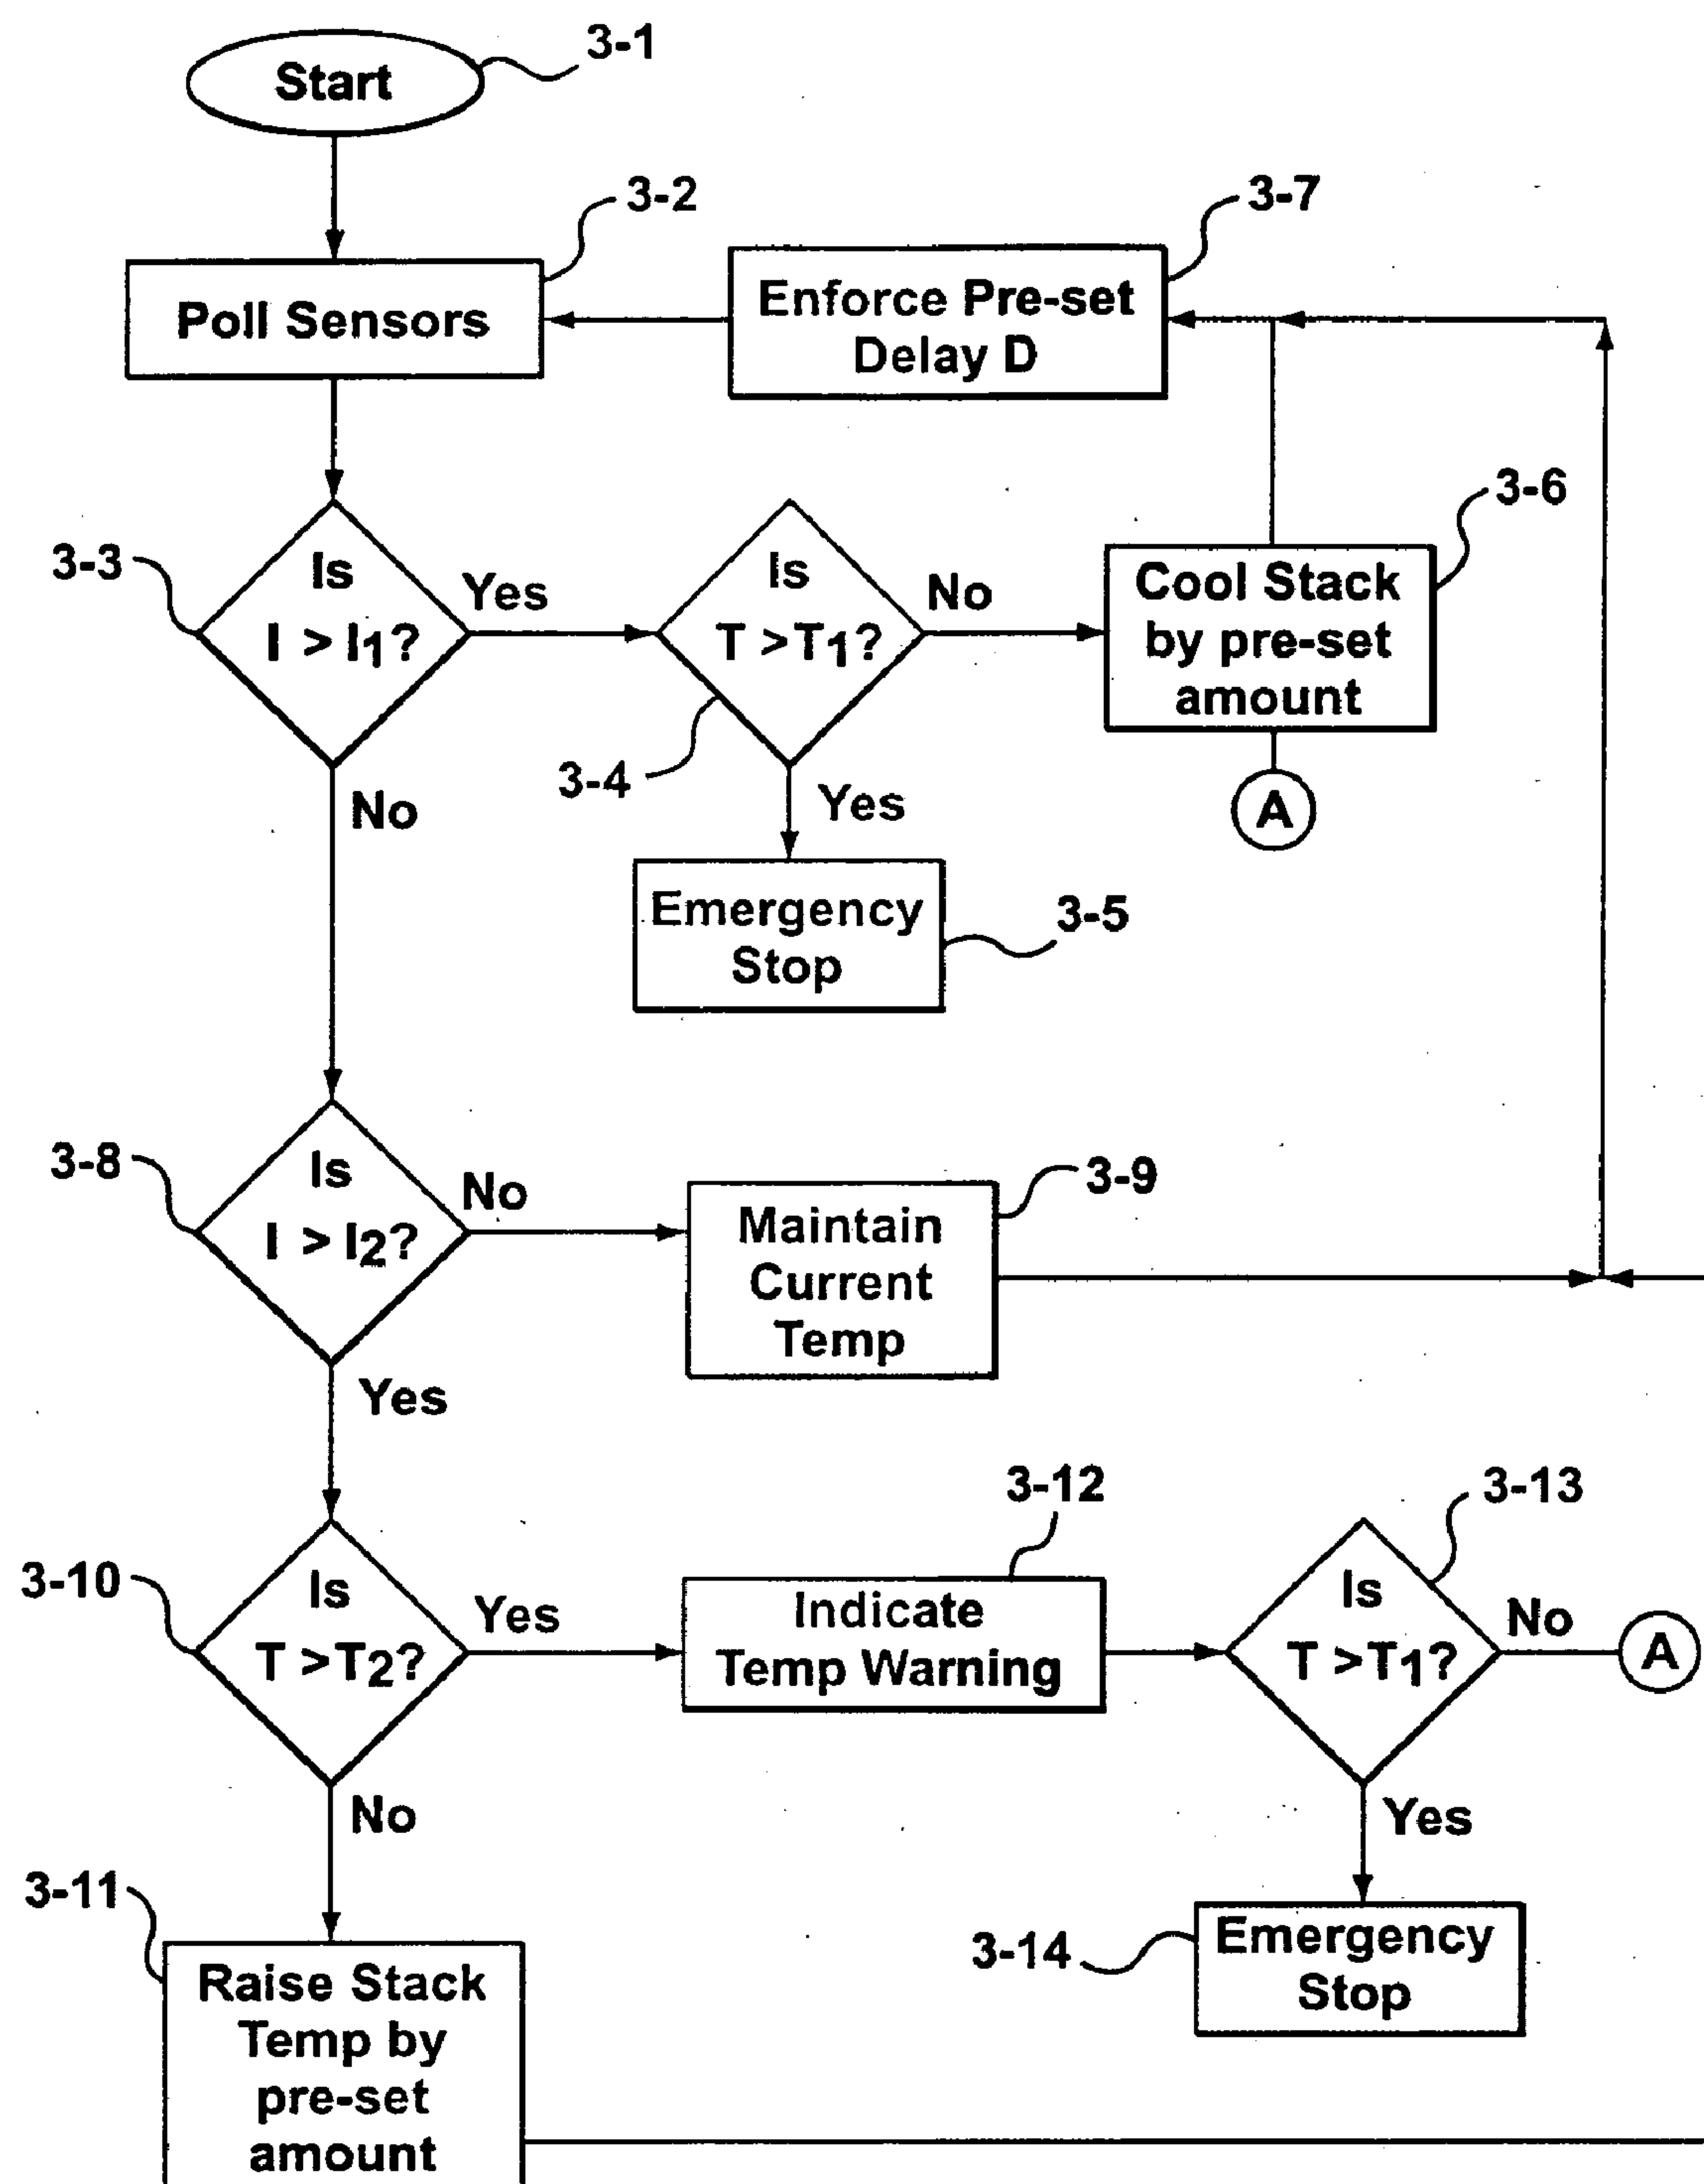 Start
3-1
3-2
Poll Sensors
3-7
Enforce Pre-set
Delay D
3-3
Is
I > I1?
Yes
3-4
Is
T >T1?
No
3-6
Cool Stack
by pre-set
amount
A
Yes
Emergency
Stop
3-5
No
3-8
Is
I > I2?
No
3-9
Maintain
Current
Temp
Yes
3-10
Is
T >T2?
Yes
3-12
Indicate
Temp Warning
3-13
Is
T >T1?
No
A
Yes
3-14
Emergency
Stop
No
3-11
Raise Stack
Temp by
pre-set
amount